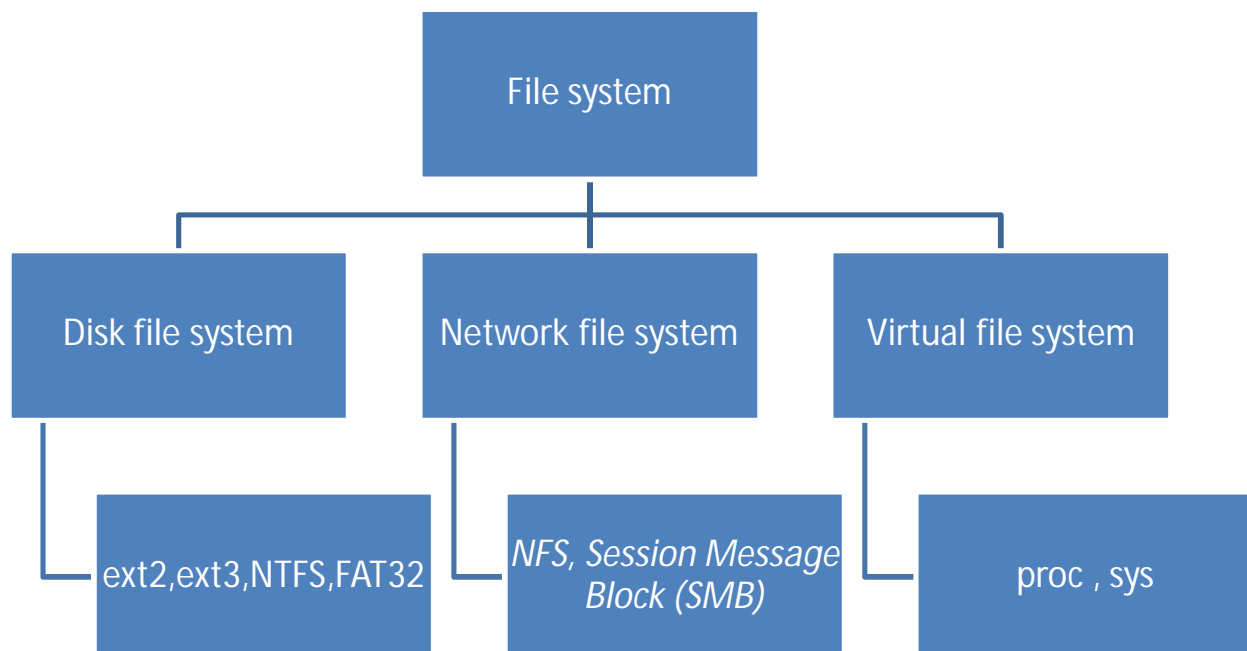 File system
Disk file system
Network file system
Virtual file system
ext2,ext3,NTFS,FAT32
NFS, Session Message
Block (SMB)
proc , sys